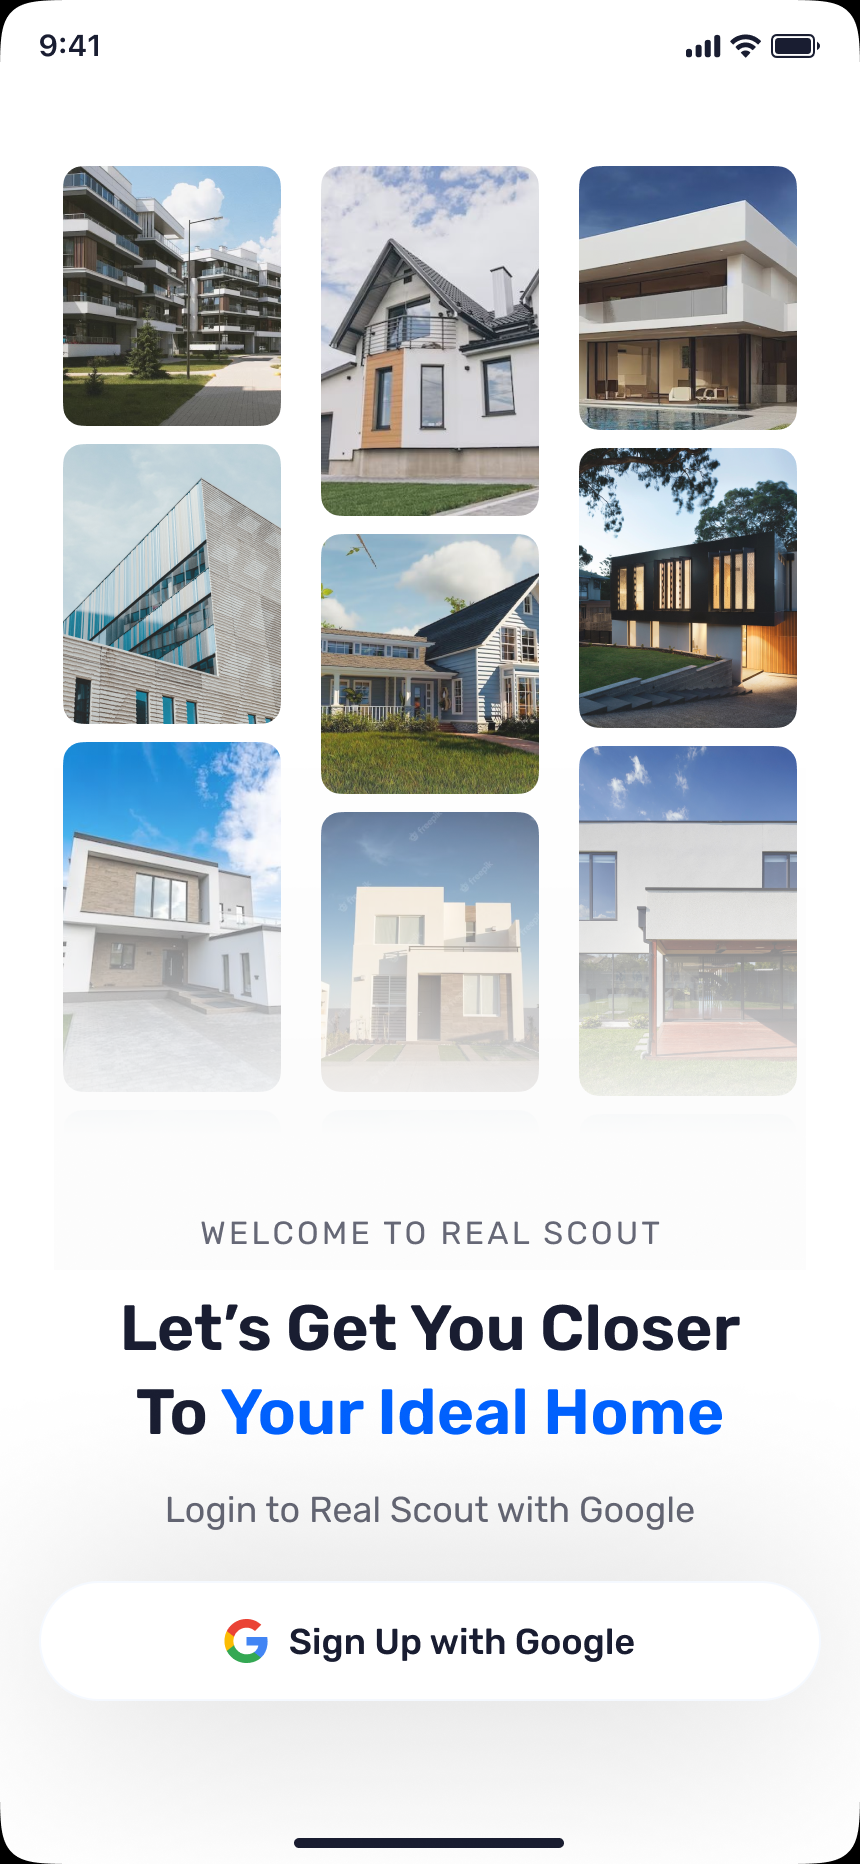 9:41
WELCOME TO REAL SCOUT
Let’s Get You Closer
To Your Ideal Home
Login to Real Scout with Google
Sign Up with Google